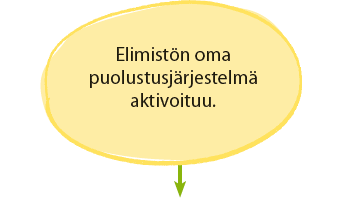 Elimistön oma
puolustusjärjestelmä
aktivoituu.